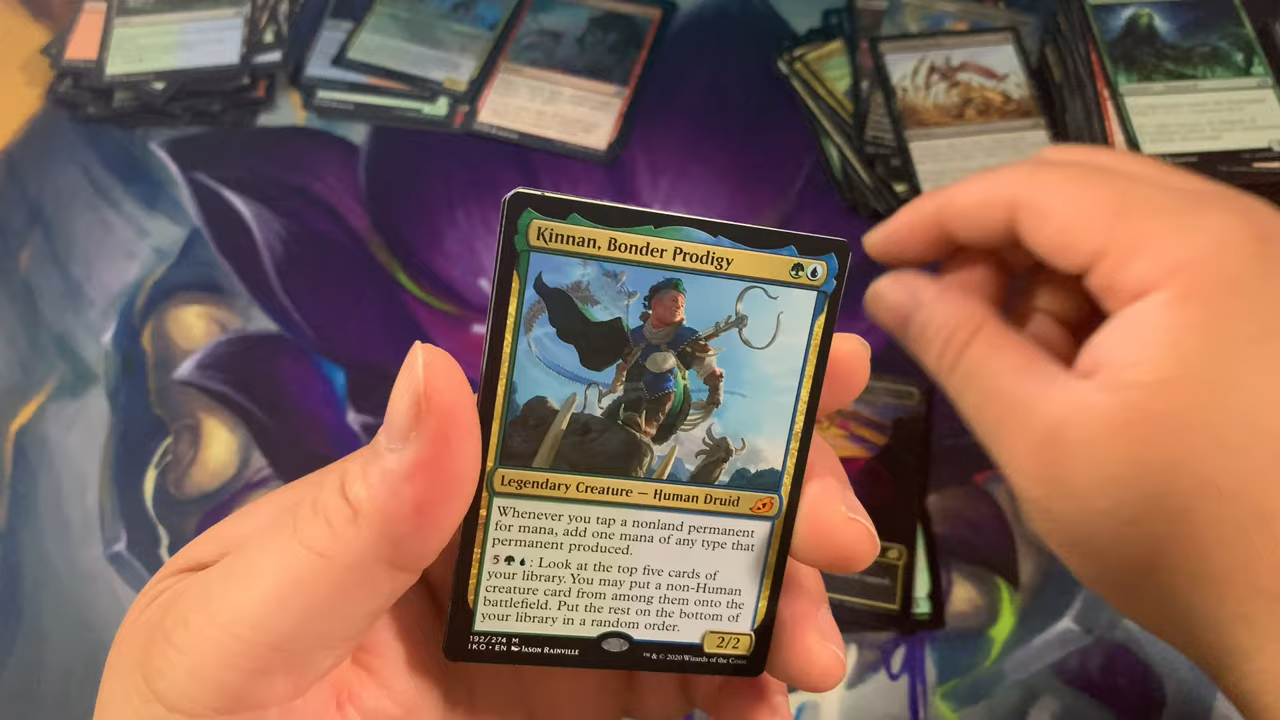 Kinnan, Bonder Prodigy
Legendary Creature — Human Druid
Whenever you tap a nonland permanent
for mana, add one mana of any type that
permanent produced.
5 : Look at the top five cards of
your library. You may put a non-Human
creature card from among them onto the
battlefield. Put the rest on the bottom of
your library in a random order.
2/2
192/274 M
IKO • EN JASON RAINVILLE
™ & © 2020 Wizards of the Coast